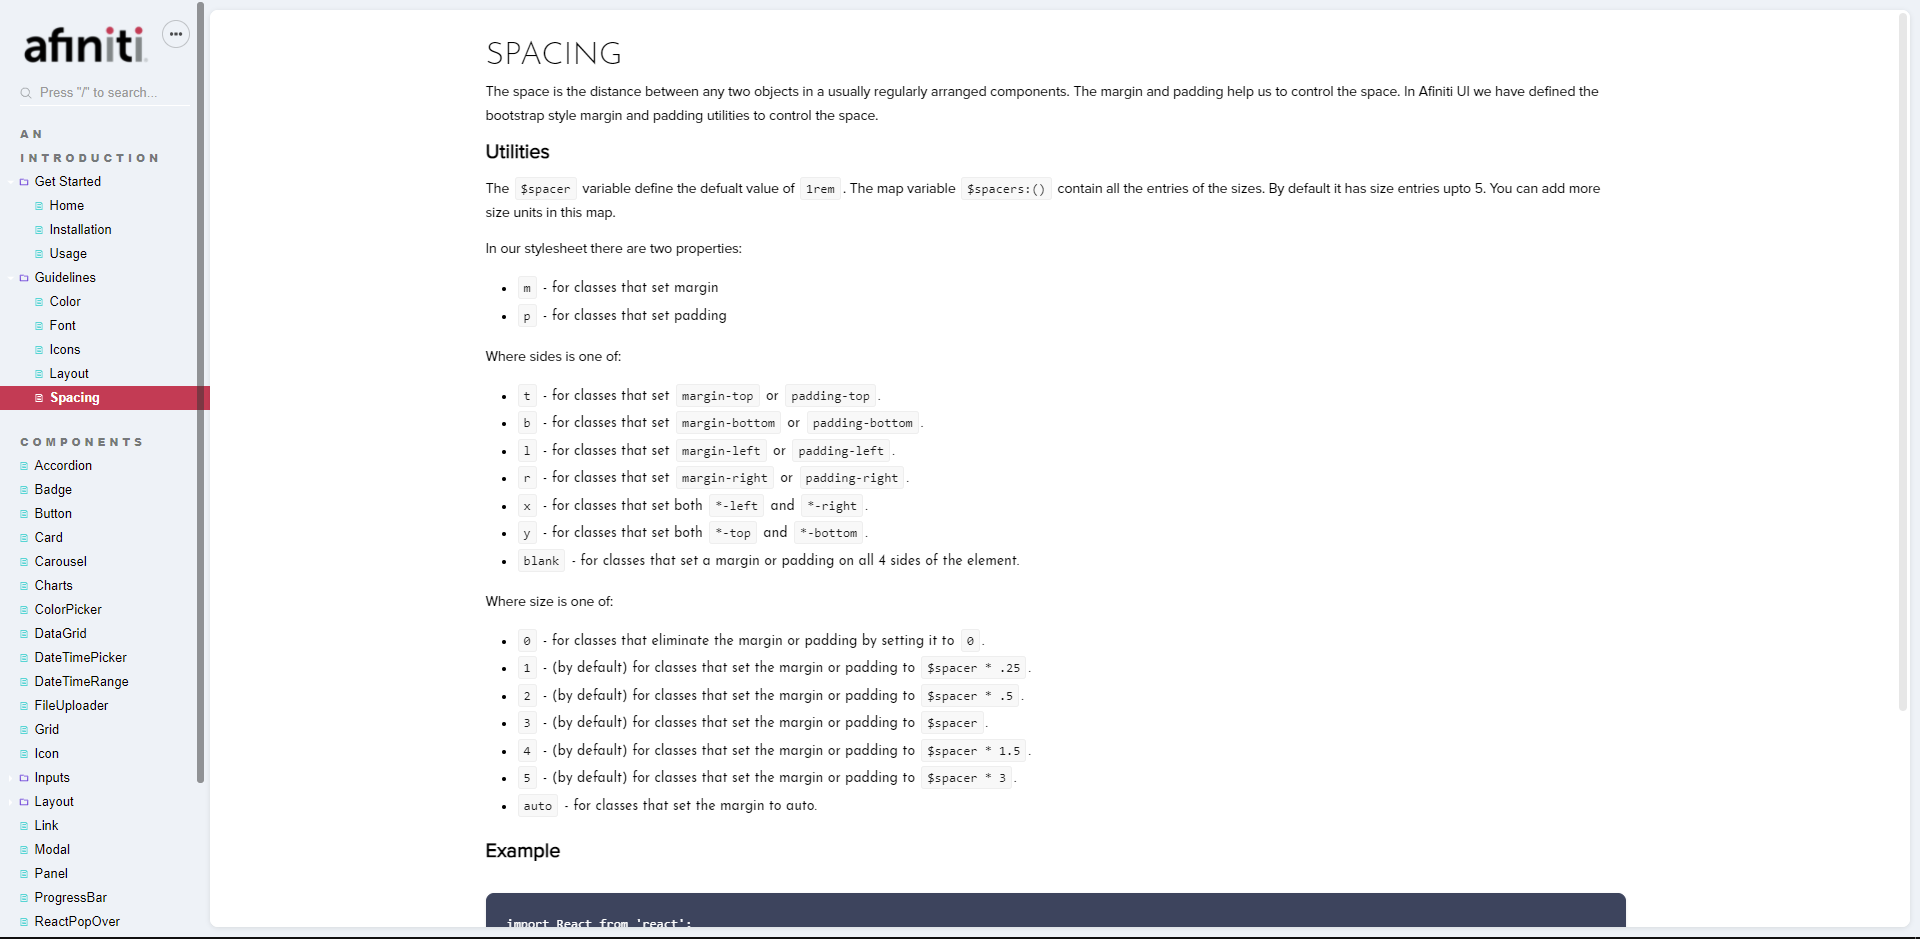 afiniti
Press "/" to search...
AN
INTRODUCTION
Get Started
Home
Installation
Usage
Guidelines
Color
Font
Icons
Layout
Spacing
COMPONENTS
Accordion
Badge
Button
Card
Carousel
Charts
ColorPicker
DataGrid
DateTimePicker
DateTimeRange
FileUploader
Grid
Icon
Inputs
Layout
Link
Modal
Panel
ProgressBar
ReactPopOver
SPACING
The space is the distance between any two objects in a usually regularly arranged components. The margin and padding help us to control the space. In Afiniti UI we have defined the
bootstrap style margin and padding utilities to control the space.
Utilities
The $spacer variable define the defualt value of 1rem . The map variable $spacers:() contain all the entries of the sizes. By default it has size entries upto 5. You can add more
size units in this map.
In our stylesheet there are two properties:
• m - for classes that set margin
• p - for classes that set padding
Where sides is one of:
• t - for classes that set margin-top or padding-top .
• b - for classes that set margin-bottom or padding-bottom .
• l - for classes that set margin-left or padding-left .
• r - for classes that set margin-right or padding-right .
• x - for classes that set both *-left and *-right .
• y - for classes that set both *-top and *-bottom .
• blank - for classes that set a margin or padding on all 4 sides of the element.
Where size is one of:
• 0 - for classes that eliminate the margin or padding by setting it to 0 .
• 1 - (by default) for classes that set the margin or padding to $spacer * .25 .
• 2 - (by default) for classes that set the margin or padding to $spacer * .5 .
• 3 - (by default) for classes that set the margin or padding to $spacer .
• 4 - (by default) for classes that set the margin or padding to $spacer * 1.5 .
• 5 - (by default) for classes that set the margin or padding to $spacer * 3 .
• auto - for classes that set the margin to auto.
Example
import React from 'react';